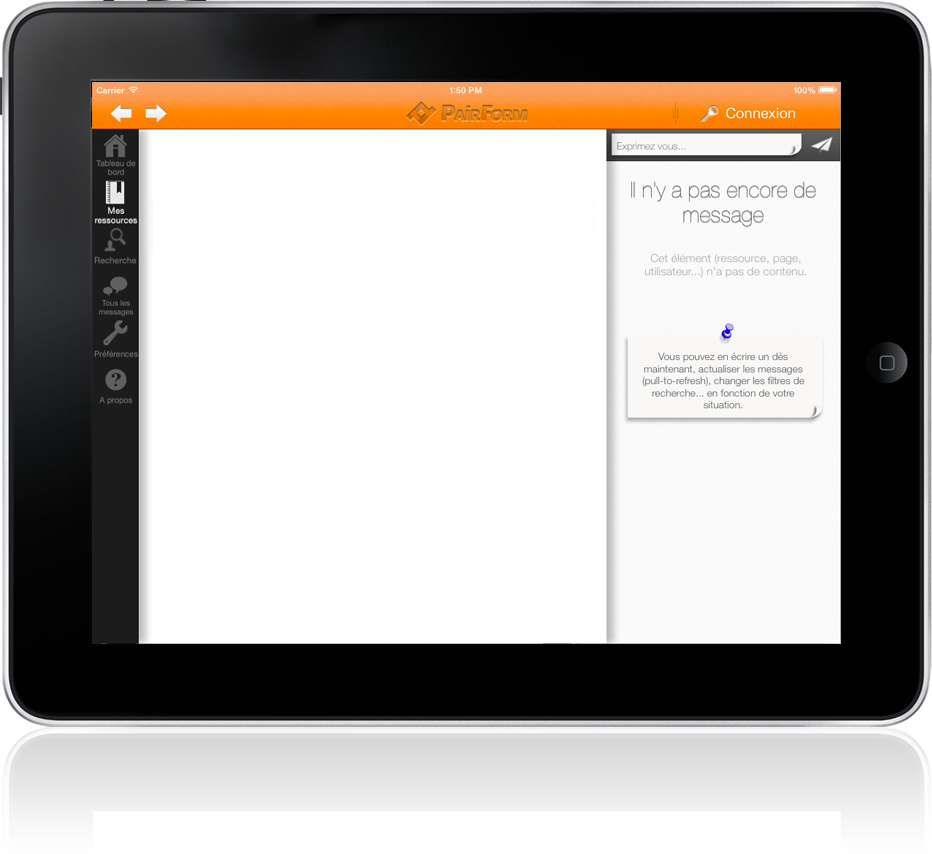 Carrier 1:50 PM 100%
PAIRFORM Connexion
Tableau de
bord
Mes
ressources
Recherche
Tous les
messages
Préférences
?
A propos
Exprimez vous...
Il n'y a pas encore de
message
Cet élément (ressource, page,
utilisateur...) n'a pas de contenu.
Vous pouvez en écrire un dès
maintenant, actualiser les messages
(pull-to-refresh), changer les filtres de
recherche... en fonction de votre
situation.